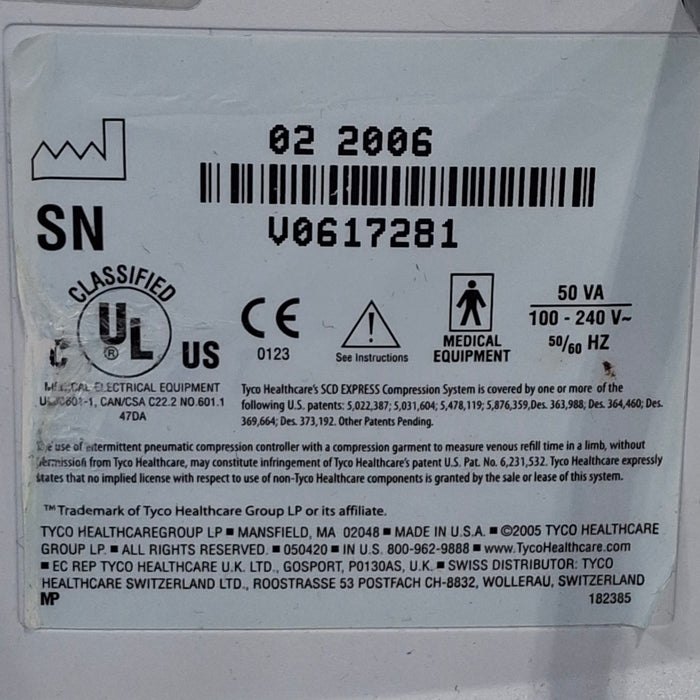 02 2006
SN
V0617281
CLASSIFIED
UL
®
C US
CE
0123
See Instructions
MEDICAL
EQUIPMENT
50 VA
100 - 240 V~
50/60 HZ
MEDICAL ELECTRICAL EQUIPMENT
CAN/CSA C22.2 NO.601.1
47DA
Tyco Healthcare's SCD EXPRESS Compression System is covered by one or more of the
following U.S. patents: 5,022,387; 5,031,604; 5,478,119; 5,876,359,Des. 363,988; Des. 364,460; Des.
369,664; Des. 373,192. Other Patents Pending.
The use of intermittent pneumatic compression controller with a compression garment to measure venous refill time in a limb, without
permission from Tyco Healthcare, may constitute infringement of Tyco Healthcare's patent U.S. Pat. No. 6,231,532. Tyco Healthcare expressly
states that no implied license with respect to use of non-Tyco Healthcare components is granted by the sale or lease of this system.
™Trademark of Tyco Healthcare Group LP or its affiliate.
TYCO HEALTHCAREGROUP LP ■ MANSFIELD, MA 02048 ■ MADE IN U.S.A. ■ ©2005 TYCO HEALTHCARE
GROUP LP. ■ ALL RIGHTS RESERVED. ■ 050420 ■ IN U.S. 800-962-9888 ■ www.TycoHealthcare.com
■ EC REP TYCO HEALTHCARE U.K. LTD., GOSPORT, P0130AS, U.K. ■ SWISS DISTRIBUTOR: TYCO
HEALTHCARE SWITZERLAND LTD., ROOSTRASSE 53 POSTFACH CH-8832, WOLLERAU, SWITZERLAND
MP 182385